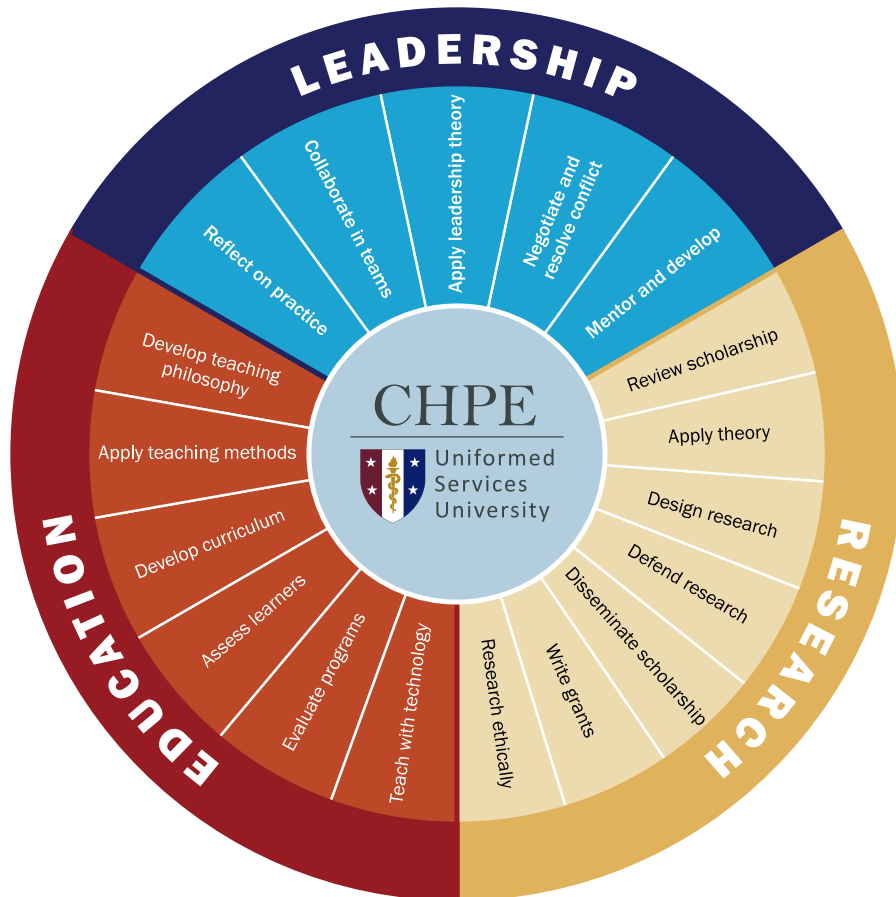 LEADERSHIP
Reflect on practice
Collaborate in teams
Apply leadership theory
Negotiate and
resolve conflict
Mentor and develop
RESEARCH
Review scholarship
Apply theory
Design research
Defend research
Disseminate scholarship
Write grants
Research ethically
EDUCATION
Develop teaching
philosophy
Apply teaching methods
Develop curriculum
Assess learners
Evaluate programs
Teach with technology
CHPE
Uniformed
Services
University